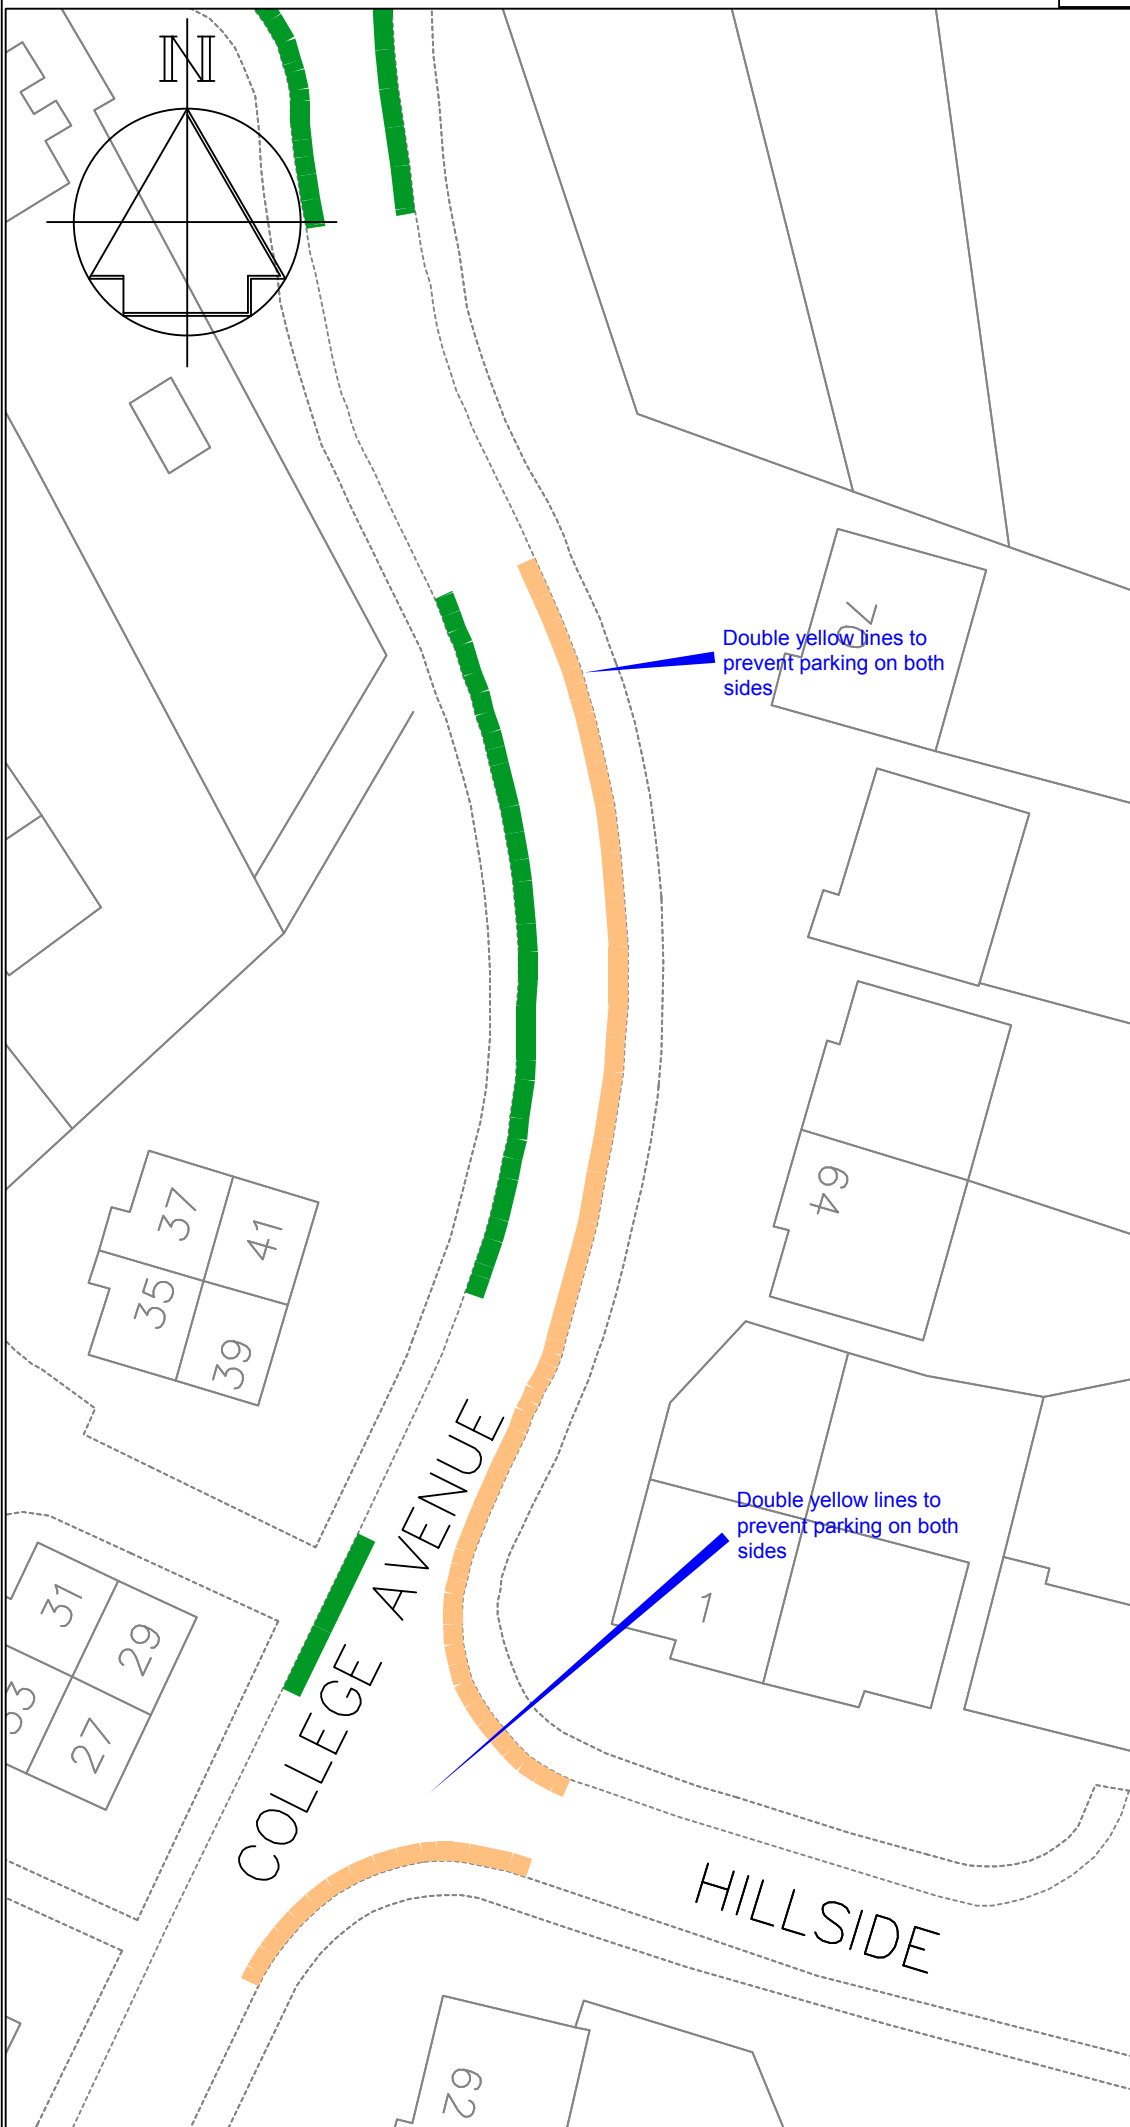 N
70
Double yellow lines to
prevent parking on both
sides
37
41
35
39
64
COLLEGE AVENUE
Double yellow lines to
prevent parking on both
sides
31
29
33
27
1
HILLSIDE
62